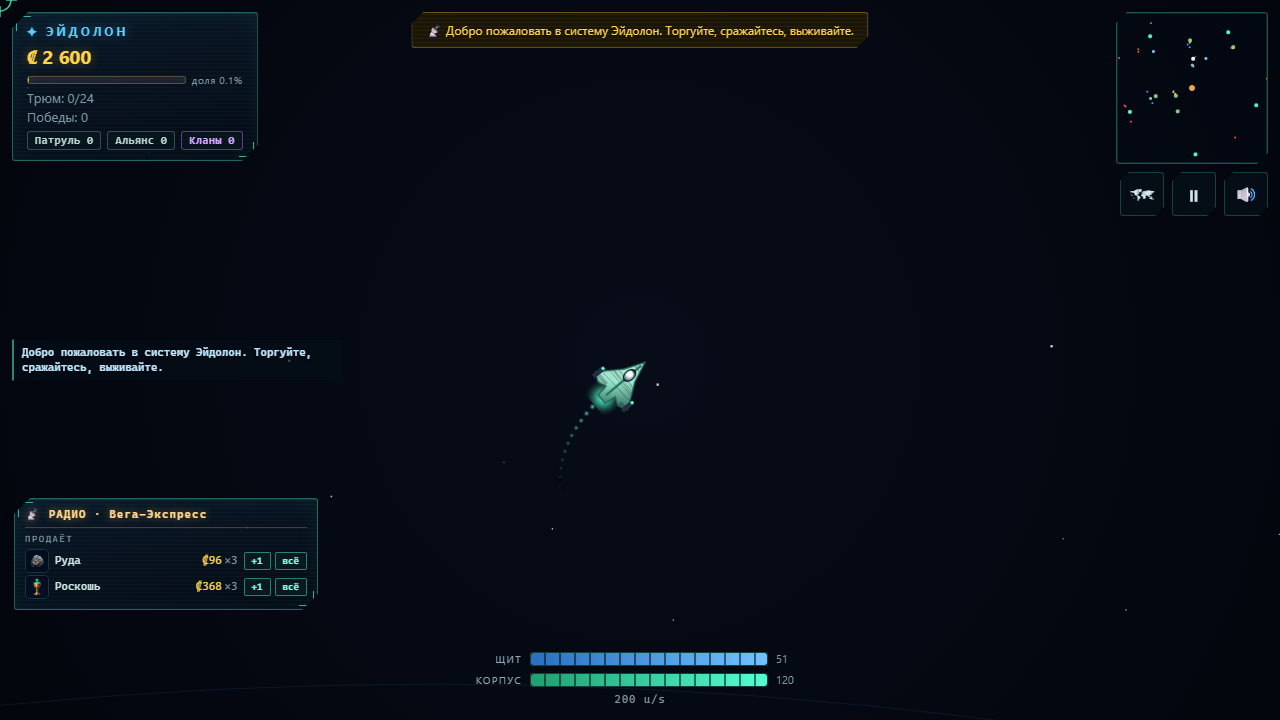 ЭЙДОЛОН
₡ 2 600
доля 0.1%
Трюм: 0/24
Победы: 0
Патруль 0 Альянс 0 Кланы 0
Добро пожаловать в систему Эйдолон. Торгуйте, сражайтесь, выживайте.
Добро пожаловать в систему Эйдолон. Торгуйте,
сражайтесь, выживайте.
РАДИО · Вега-Экспресс
ПРОДАЁТ
Руда ₡96 ×3 +1 всё
Роскошь ₡368 ×3 +1 всё
ЩИТ 51
КОРПУС 120
200 u/s